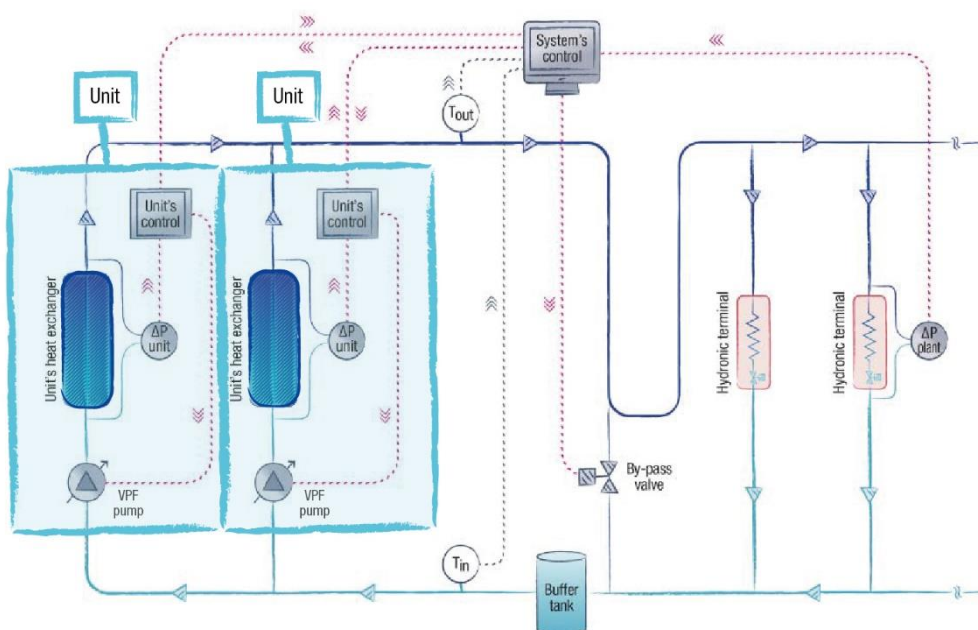 System's
control
Unit
Unit
Tout
Unit's
control
Unit's
control
Unit's heat exchanger
ΔP
unit
Unit's heat exchanger
ΔP
unit
Hydronic terminal
Hydronic terminal
ΔP
plant
By-pass
valve
VPF
pump
VPF
pump
Tin
Buffer
tank